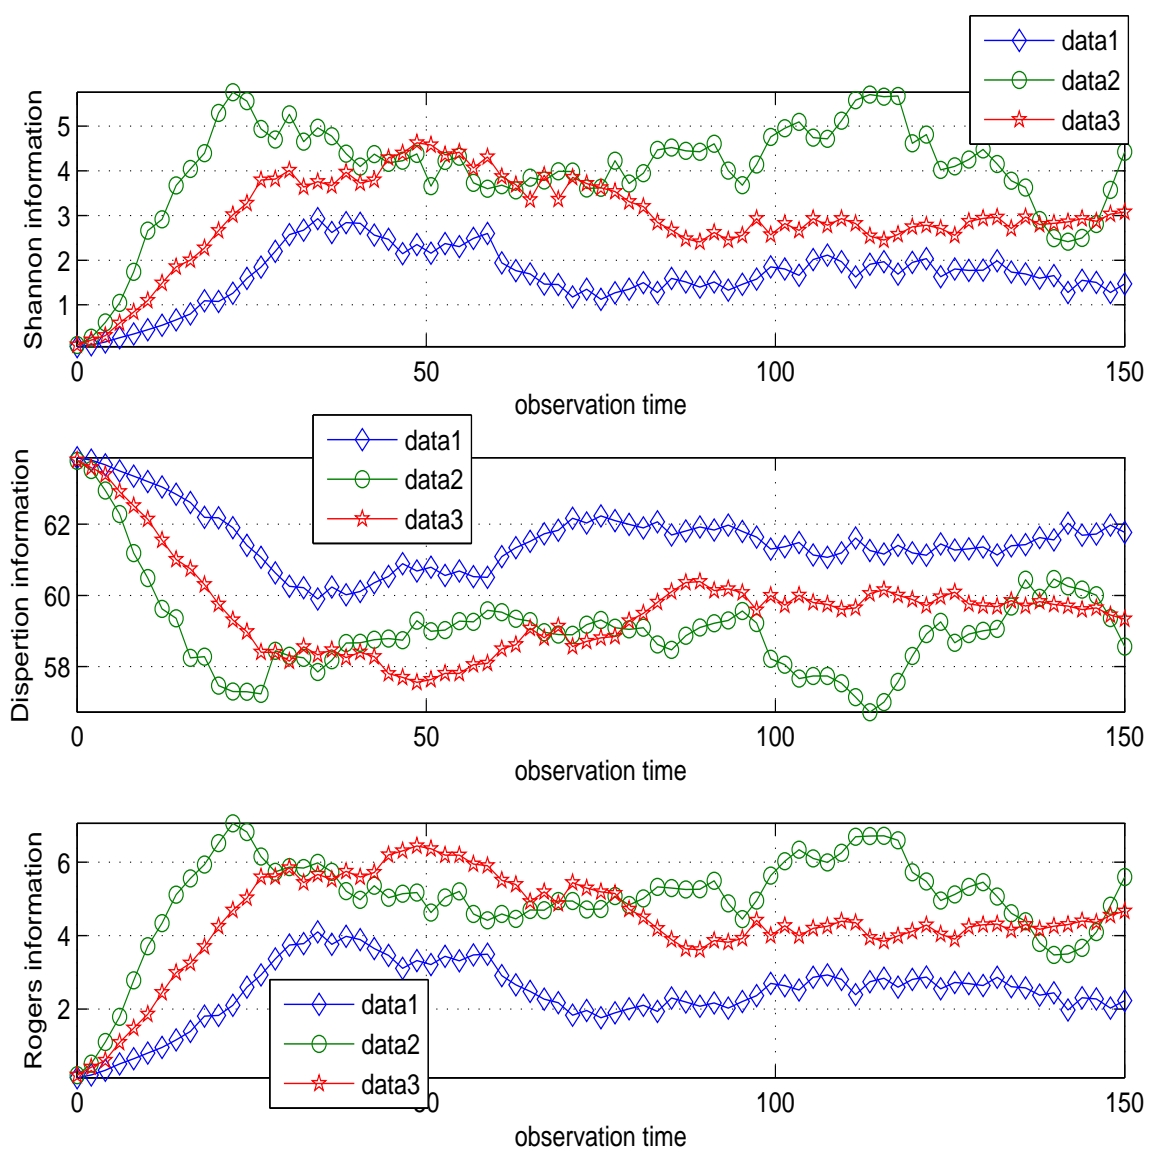 data1
data2
data3
Shannon information
5
4
3
2
1
0
50
100
150
observation time
data1
data2
data3
Dispertion information
62
60
58
0
50
100
150
observation time
Rogers information
6
4
2
data1
data2
data3
0
50
100
150
observation time